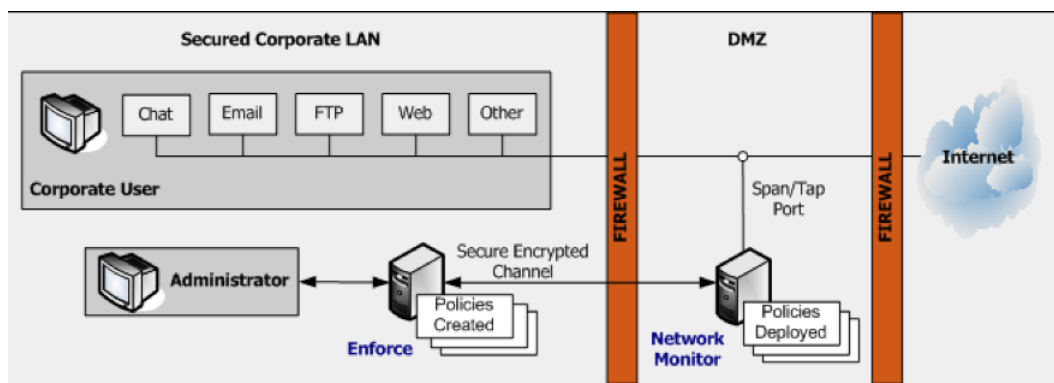 Secured Corporate LAN
DMZ
Chat
Email
FTP
Web
Other
Corporate User
FIREWALL
FIREWALL
Internet
Span/Tap
Port
Administrator
Secure Encrypted
Channel
Policies
Created
Enforce
Policies
Deployed
Network
Monitor